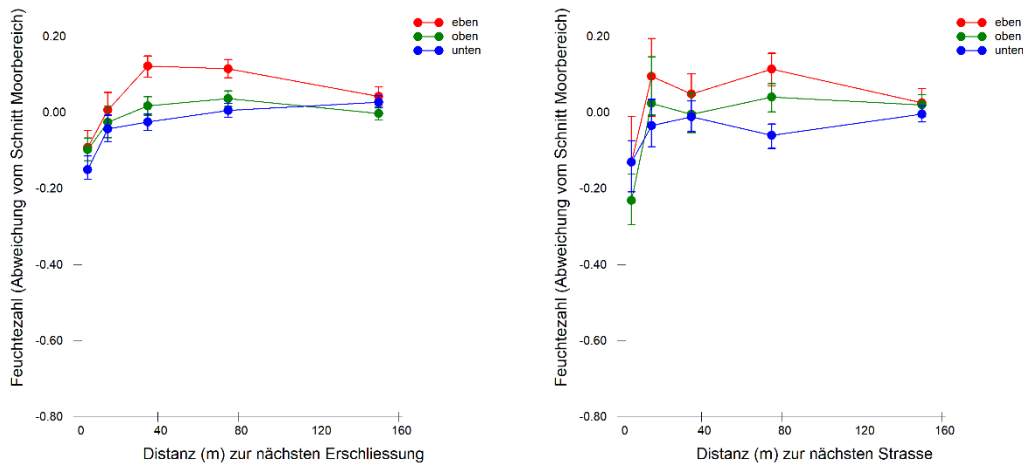 eben
oben
unten
0.20
0.00
-0.20
-0.40
-0.60
-0.80
0
40
80
120
160
Feuchtezahl (Abweichung vom Schnitt Moorbereich)
Distanz (m) zur nächsten Erschliessung
eben
oben
unten
0.20
0.00
-0.20
-0.40
-0.60
-0.80
0
40
80
120
160
Feuchtezahl (Abweichung vom Schnitt Moorbereich)
Distanz (m) zur nächsten Strasse